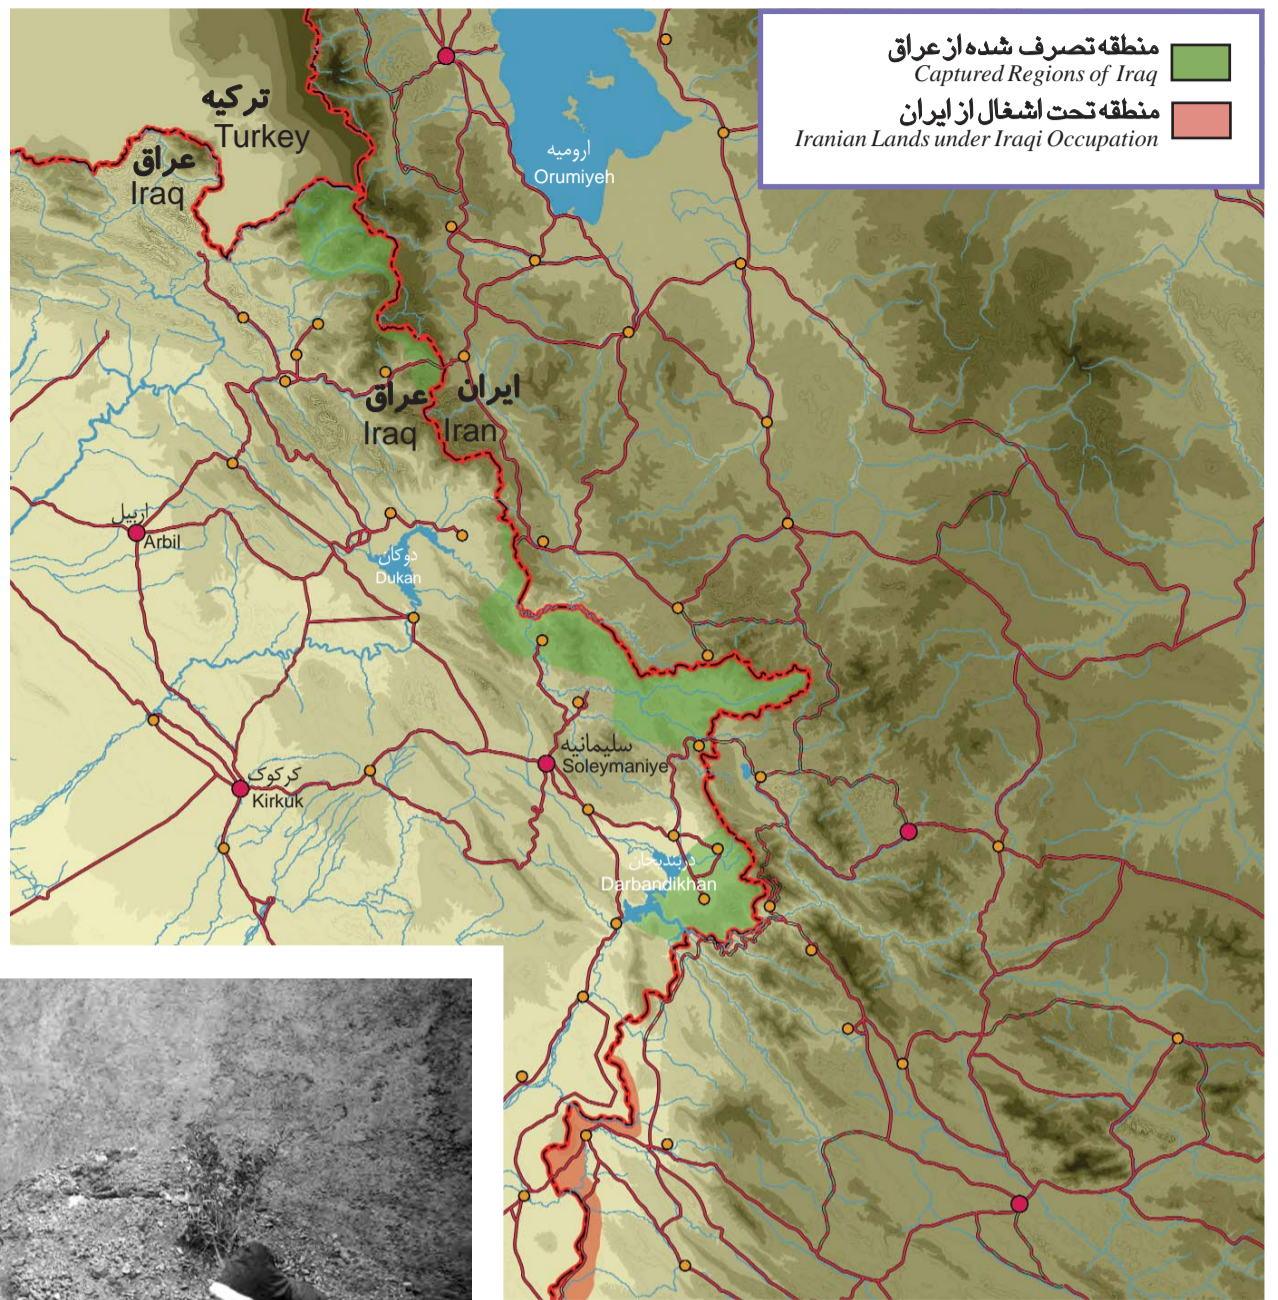 منطقه تصرف شده از عراق
Captured Regions of Iraq
منطقه تحت اشغال از ایران
Iranian Lands under Iraqi Occupation
ترکیه
Turkey
عراق
Iraq
ارومیه
Orumiyeh
ایران
Iran
عراق
Iraq
اربیل
Arbil
دوکان
Dukan
سلیمانیه
Soleymaniye
کرکوک
Kirkuk
دربندیخان
Darbandikhan